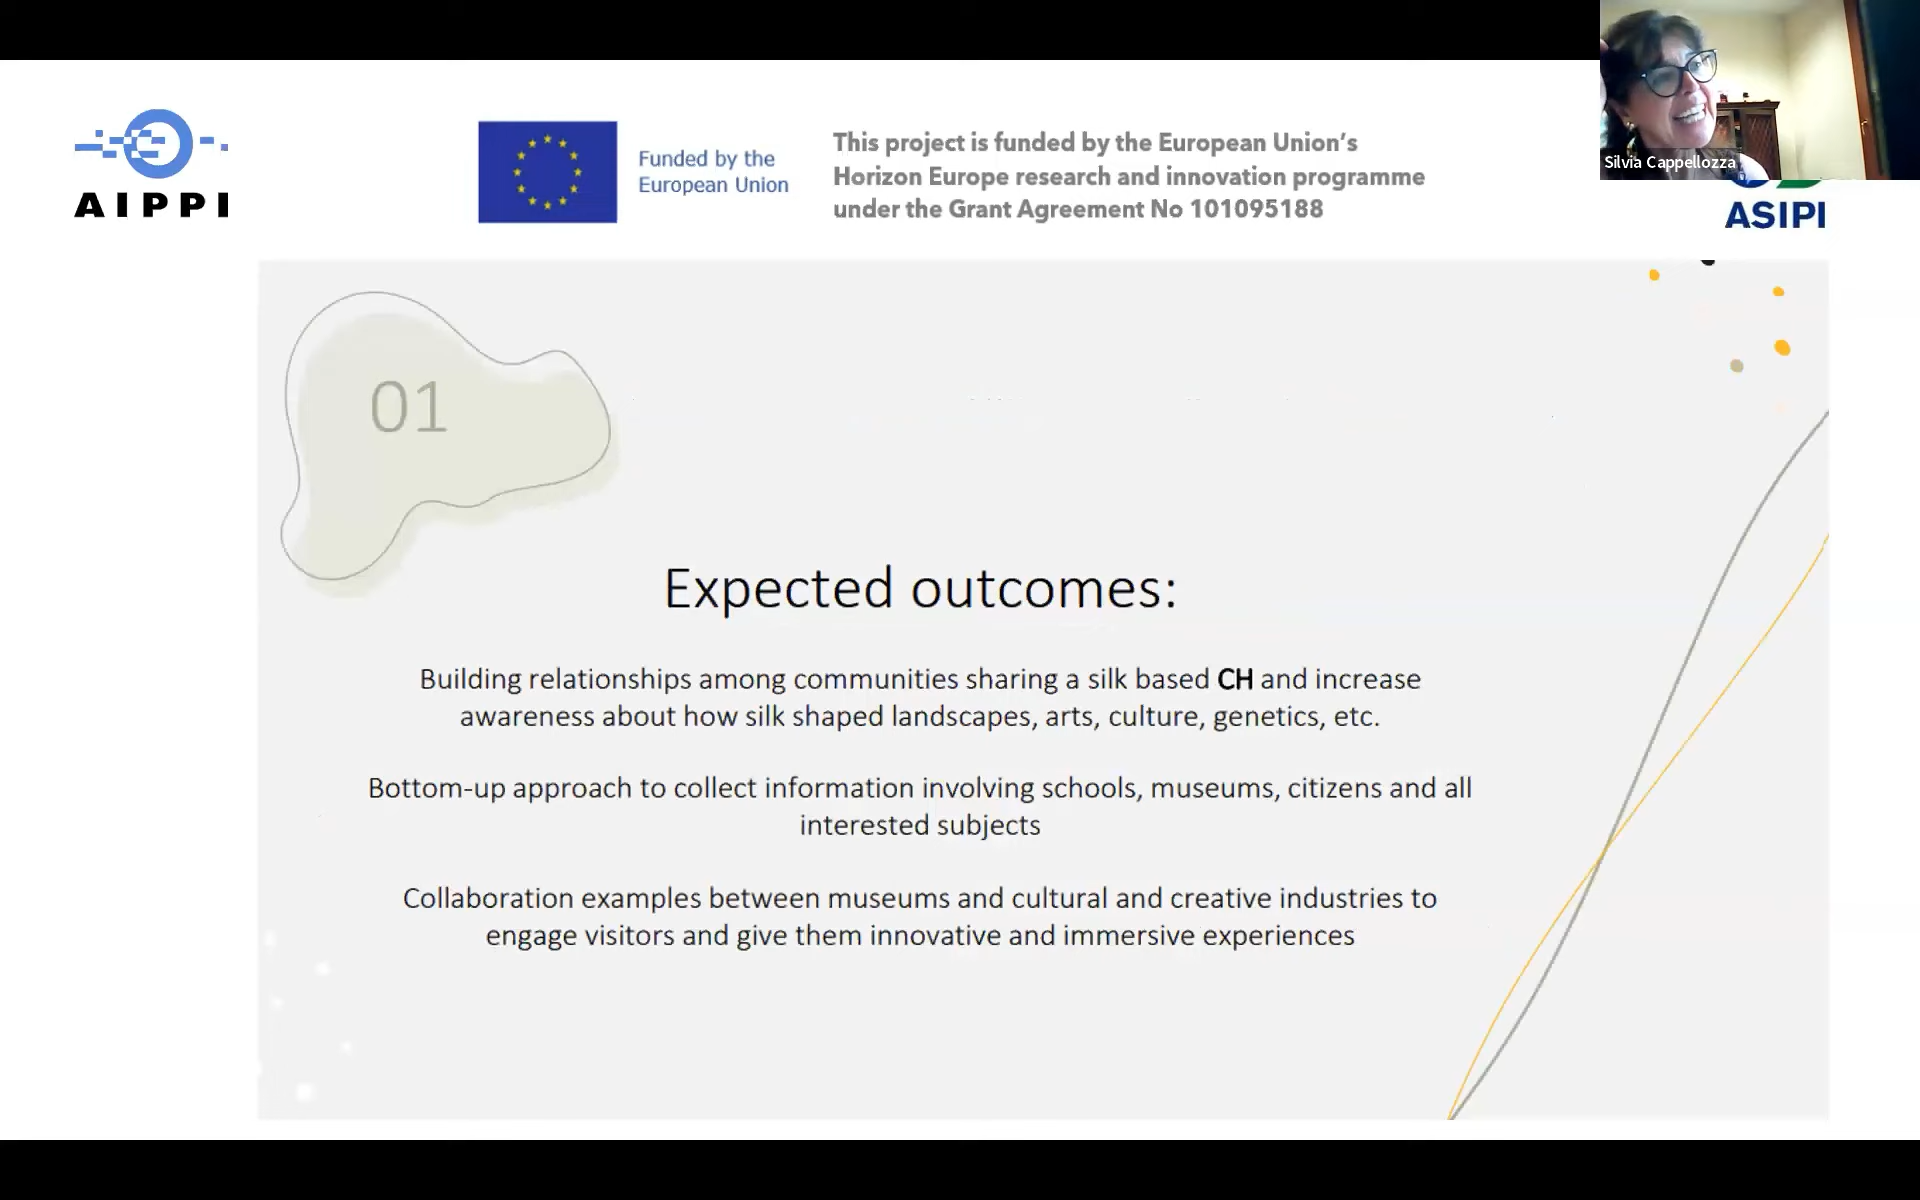 AIPPI
Funded by the
European Union
This project is funded by the European Union's
Horizon Europe research and innovation programme
under the Grant Agreement No 101095188
Silvia Cappellozza
ASIPI
01
Expected outcomes:
Building relationships among communities sharing a silk based CH and increase
awareness about how silk shaped landscapes, arts, culture, genetics, etc.
Bottom-up approach to collect information involving schools, museums, citizens and all
interested subjects
Collaboration examples between museums and cultural and creative industries to
engage visitors and give them innovative and immersive experiences